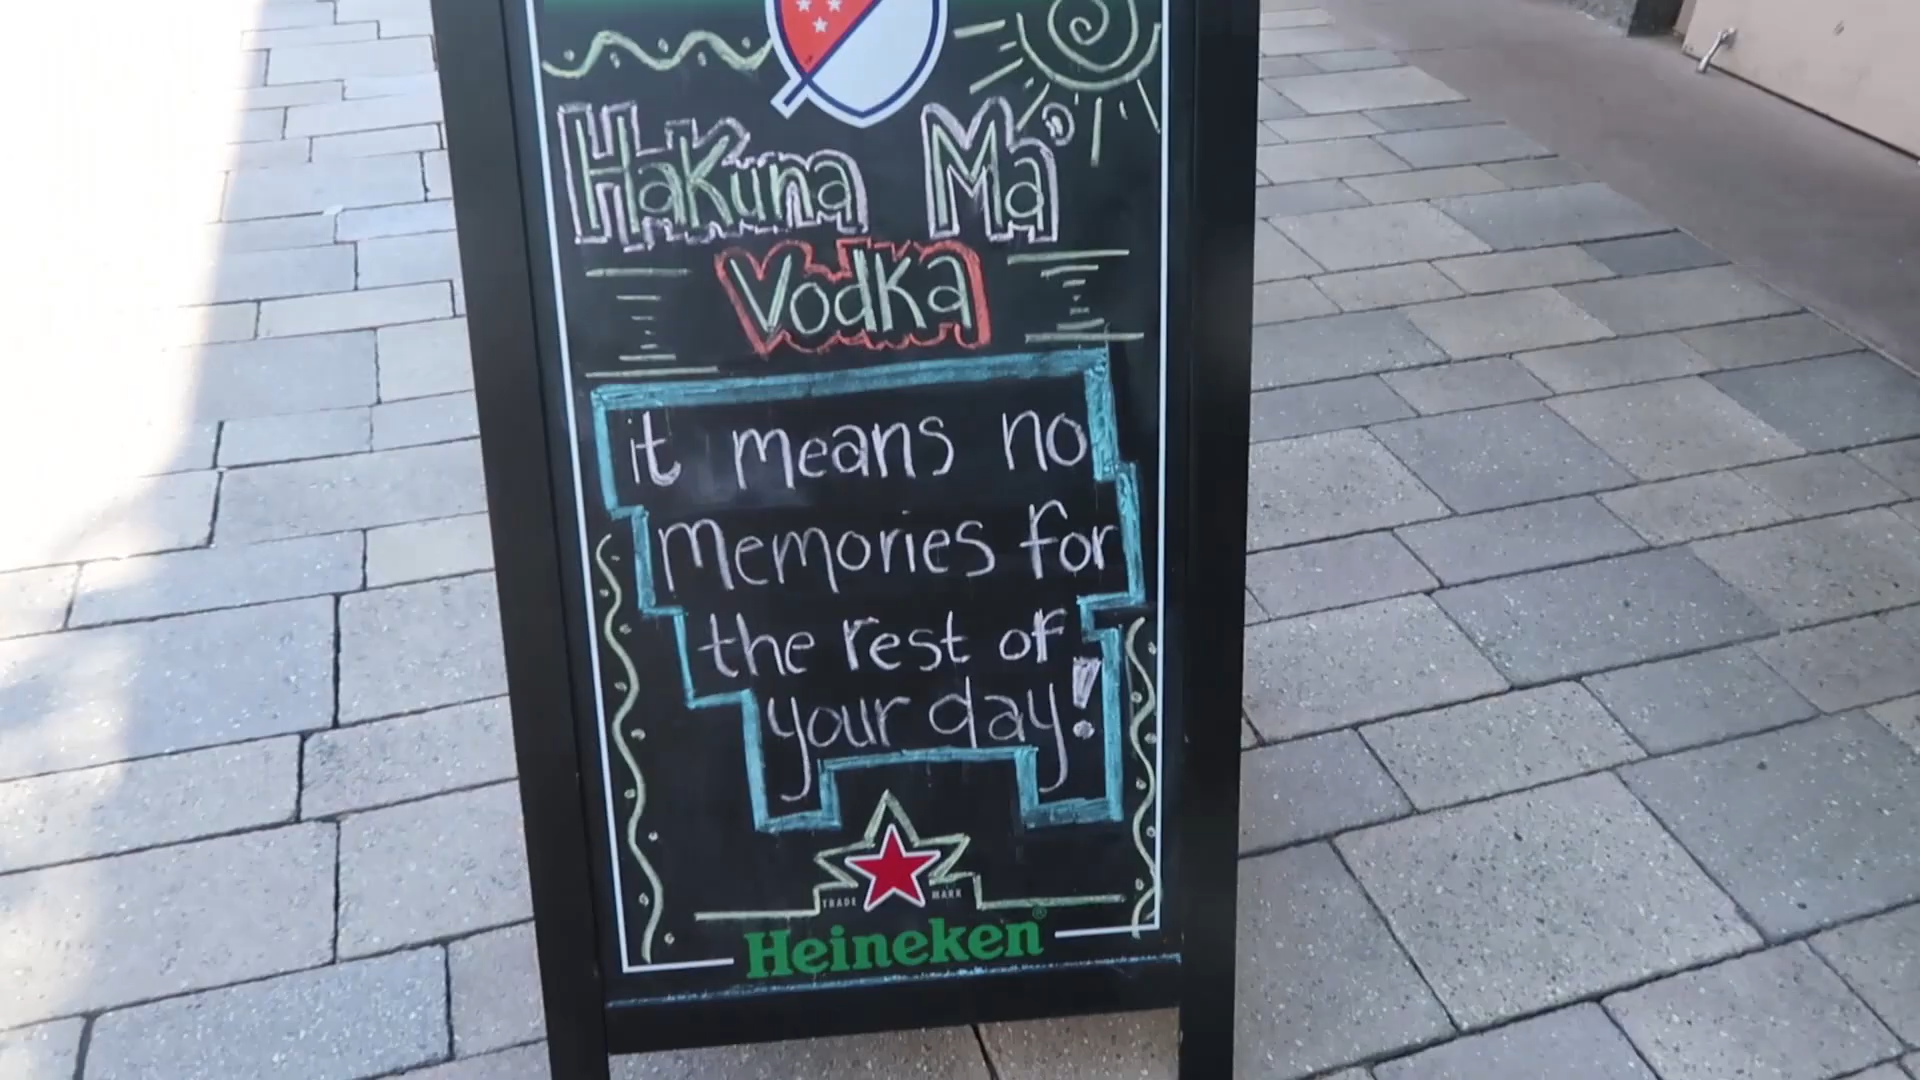 HaKuna Ma'
Vodka
it means no
memories for
the rest of
your day!
TRADE MARK
Heineken®